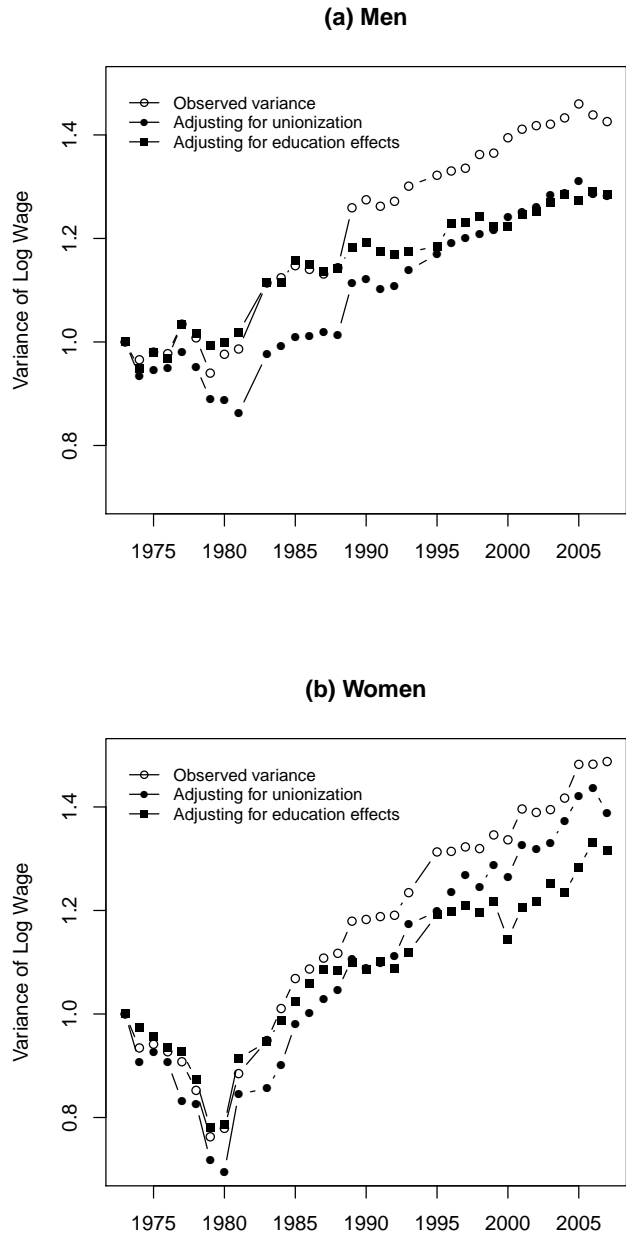 (a) Men
Observed variance
Adjusting for unionization
Adjusting for education effects
Variance of Log Wage
1.4
1.2
1.0
0.8
1975 1980 1985 1990 1995 2000 2005
(b) Women
Observed variance
Adjusting for unionization
Adjusting for education effects
Variance of Log Wage
1.4
1.2
1.0
0.8
1975 1980 1985 1990 1995 2000 2005